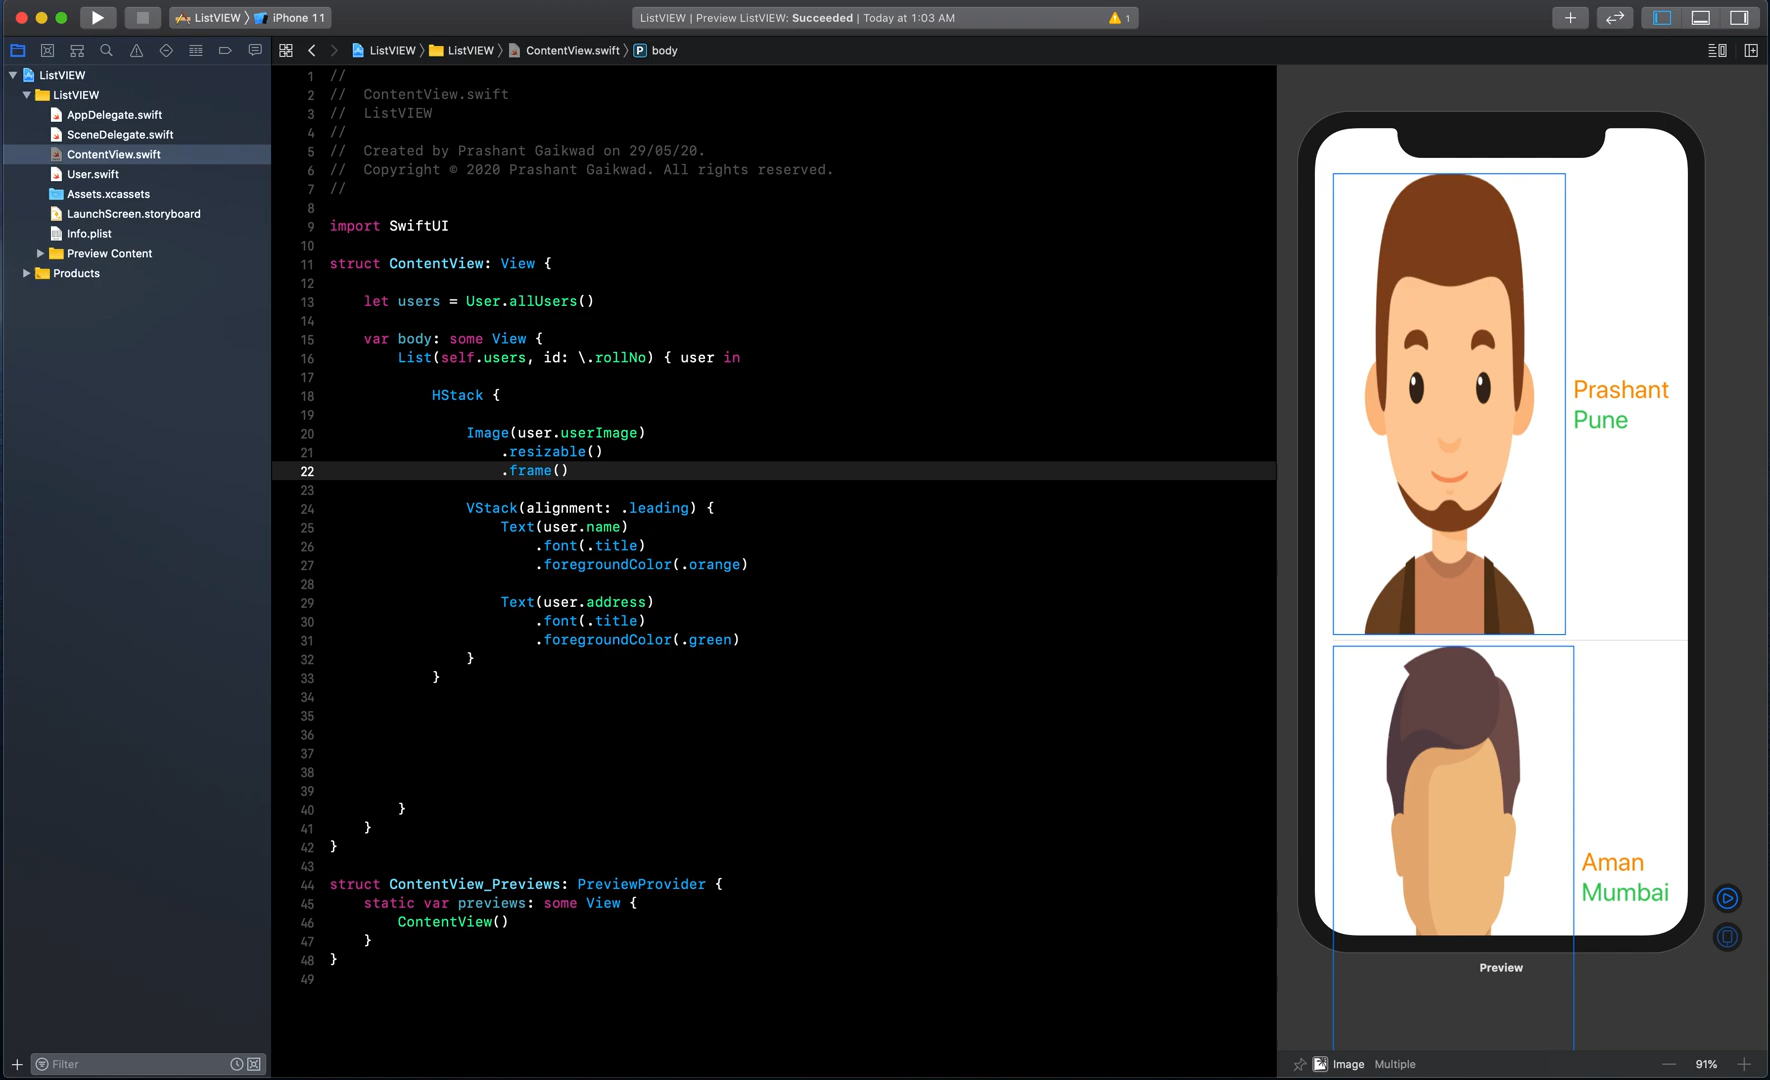 ListVIEW 〉 iPhone 11
ListVIEW | Preview ListVIEW: Succeeded | Today at 1:03 AM
1
ListVIEW 〉 ListVIEW 〉 ContentView.swift 〉 P body
ListVIEW
ListVIEW
AppDelegate.swift
SceneDelegate.swift
ContentView.swift
User.swift
Assets.xcassets
LaunchScreen.storyboard
Info.plist
Preview Content
Products
Filter
1 //
2 //  ContentView.swift
3 //  ListVIEW
4 //
5 //  Created by Prashant Gaikwad on 29/05/20.
6 //  Copyright © 2020 Prashant Gaikwad. All rights reserved.
7 //
8
9 import SwiftUI
10
11 struct ContentView: View {
12
13     let users = User.allUsers()
14
15     var body: some View {
16         List(self.users, id: \.rollNo) { user in
17
18             HStack {
19
20                 Image(user.userImage)
21                     .resizable()
22                     .frame()
23
24                 VStack(alignment: .leading) {
25                     Text(user.name)
26                         .font(.title)
27                         .foregroundColor(.orange)
28
29                     Text(user.address)
30                         .font(.title)
31                         .foregroundColor(.green)
32                 }
33             }
34
35
36
37
38
39
40         }
41     }
42 }
43
44 struct ContentView_Previews: PreviewProvider {
45     static var previews: some View {
46         ContentView()
47     }
48 }
49
Prashant
Pune
Aman
Mumbai
Preview
Image Multiple
91%